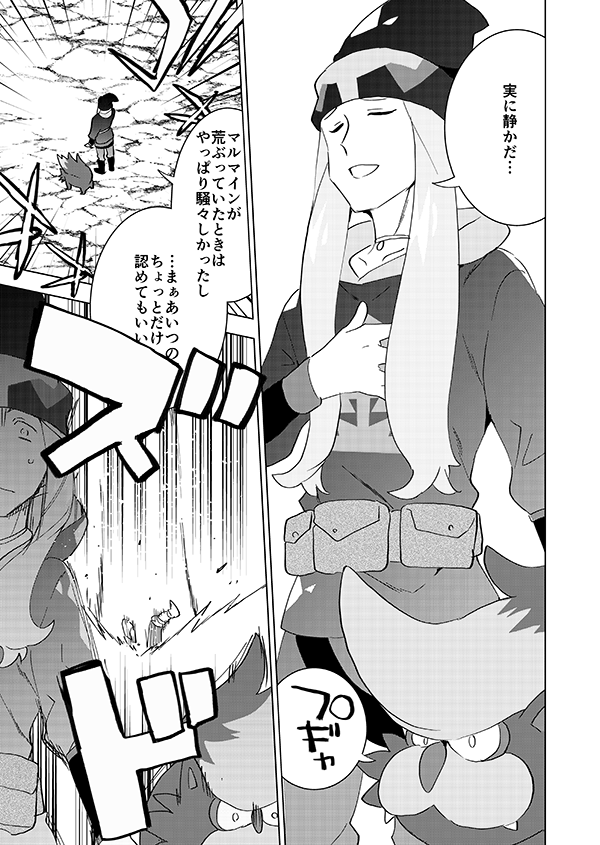 実に静かだ…
プギャ
マルマインが
荒ぶっていたときは
やっぱり騒々しかったし
…まぁあいつの
ちょっとだけ
認めてもいい
ズドド